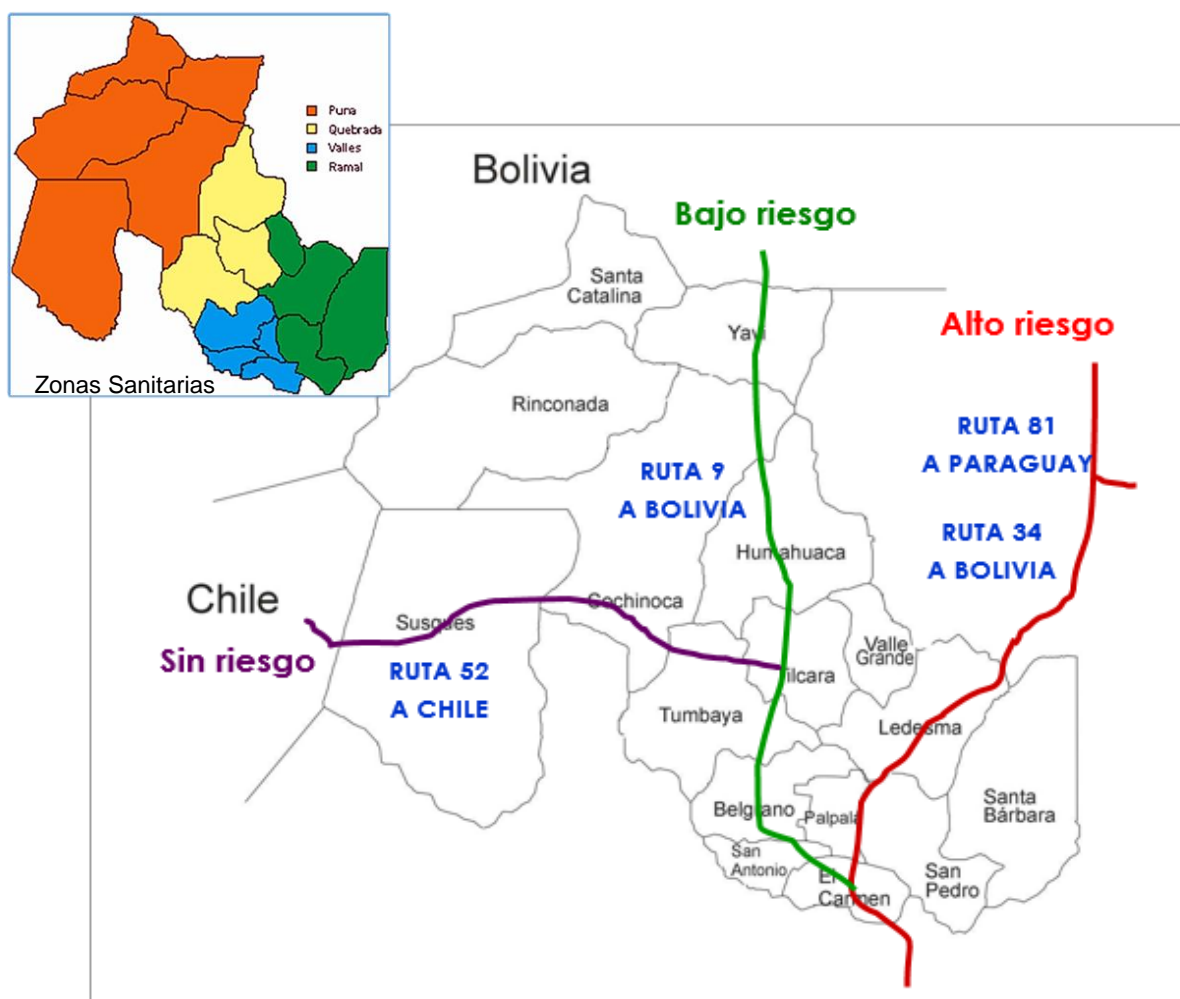 Puna
Quebrada
Valles
Ramal
Zonas Sanitarias
Bolivia
Bajo riesgo
Santa
Catalina
Yavi
Alto riesgo
Rinconada
RUTA 81
A PARAGUAY
RUTA 9
A BOLIVIA
RUTA 34
A BOLIVIA
Humahuaca
Chile
Cochinoca
Susques
Sin riesgo
RUTA 52
A CHILE
Valle
Grande
Tilcara
Tumbaya
Ledesma
Belgrano
Palpala
Santa
Bárbara
San
Antonio
El
Carmen
San
Pedro